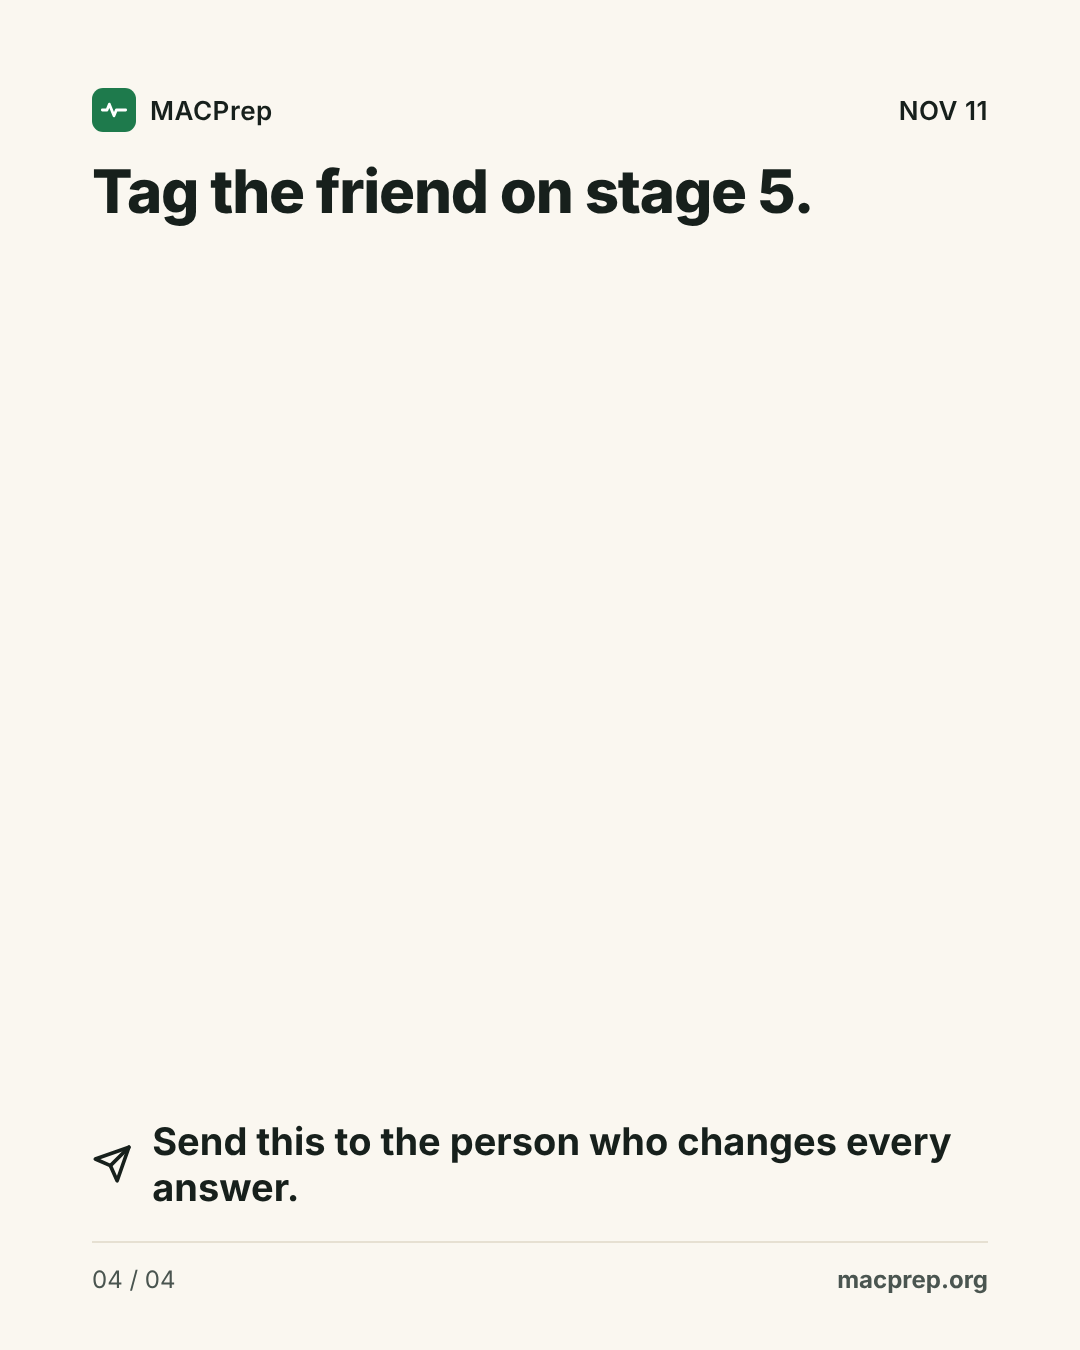 MACPrep
NOV 11
Tag the friend on stage 5.
Send this to the person who changes every
answer.
04 / 04
macprep.org